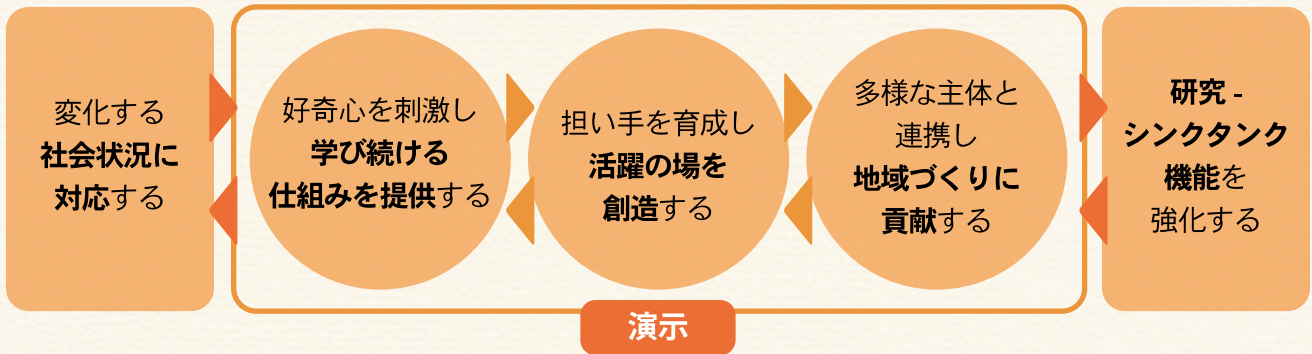 変化する
社会状況に
対応する
好奇心を刺激し
学び続ける
仕組みを提供する
担い手を育成し
活躍の場を
創造する
多様な主体と
連携し
地域づくりに
貢献する
研究 -
シンクタンク
機能を
強化する
演示